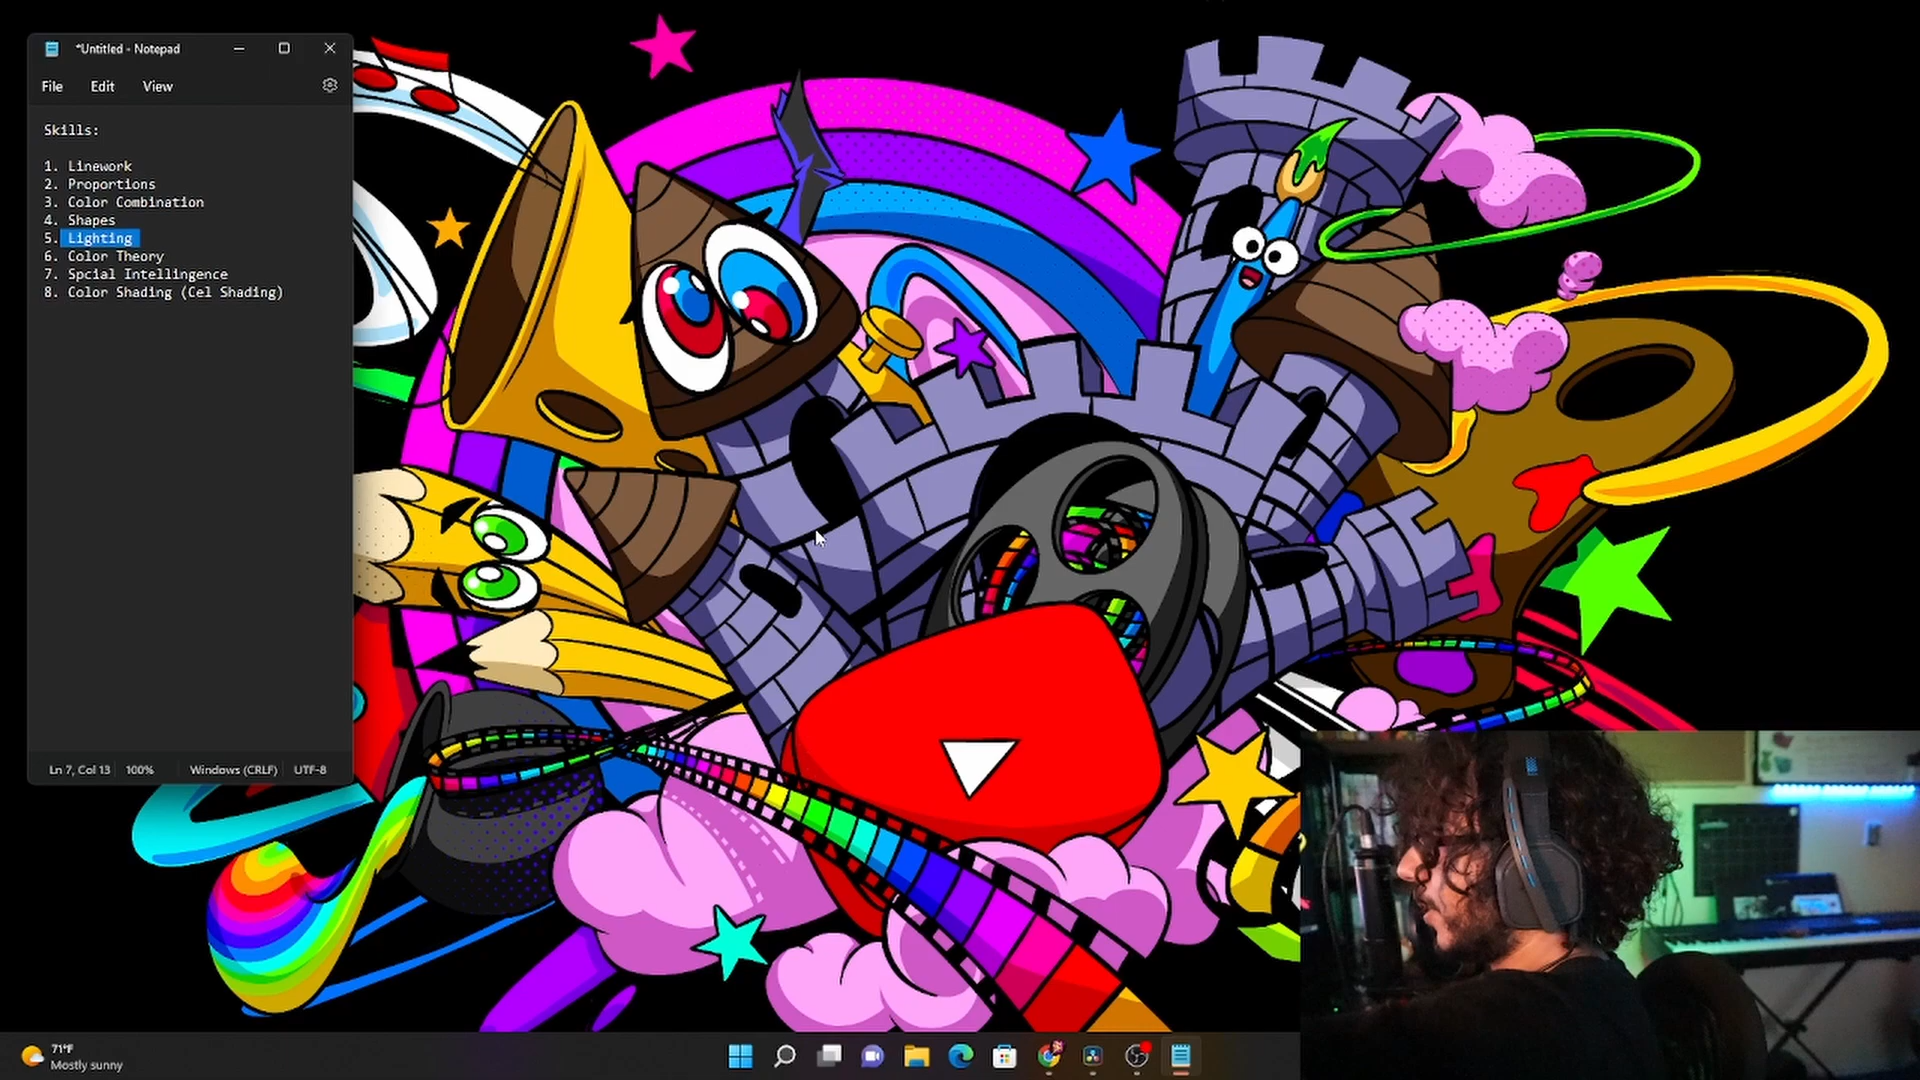 *Untitled - Notepad
File Edit View
Skills:
1. Linework
2. Proportions
3. Color Combination
4. Shapes
5. Lighting
6. Color Theory
7. Spcial Intellingence
8. Color Shading (Cel Shading)
Ln 7, Col 13 100% Windows (CRLF) UTF-8
71°F
Mostly sunny